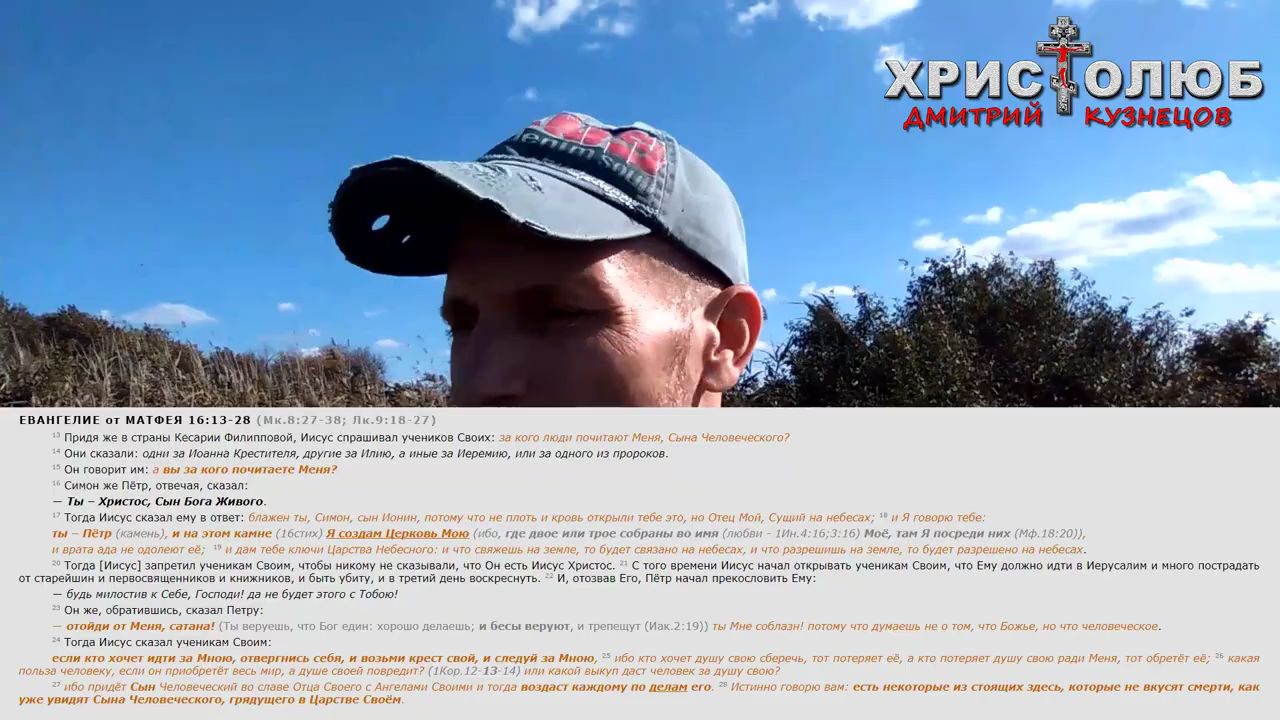 ХРИСТОЛЮБ
ДМИТРИЙ КУЗНЕЦОВ
enim
ЕВАНГЕЛИЕ от МАТФЕЯ 16:13-28 (Мк.8:27-38; Лк.9:18-27)
13 Придя же в страны Кесарии Филипповой, Иисус спрашивал учеников Своих: за кого люди почитают Меня, Сына Человеческого?
14 Они сказали: одни за Иоанна Крестителя, другие за Илию, а иные за Иеремию, или за одного из пророков.
15 Он говорит им: а вы за кого почитаете Меня?
16 Симон же Пётр, отвечая, сказал:
— Ты – Христос, Сын Бога Живого.
17 Тогда Иисус сказал ему в ответ: блажен ты, Симон, сын Ионин, потому что не плоть и кровь открыли тебе это, но Отец Мой, Сущий на небесах; 18 и Я говорю тебе:
ты – Пётр (камень), и на этом камне (16стих) Я создам Церковь Мою (ибо, где двое или трое собраны во имя (любви - 1Ин.4:16;3:16) Моё, там Я посреди них (Мф.18:20)),
и врата ада не одолеют её; 19 и дам тебе ключи Царства Небесного: и что свяжешь на земле, то будет связано на небесах, и что разрешишь на земле, то будет разрешено на небесах.
20 Тогда [Иисус] запретил ученикам Своим, чтобы никому не сказывали, что Он есть Иисус Христос. 21 С того времени Иисус начал открывать ученикам Своим, что Ему должно идти в Иерусалим и много пострадать
от старейшин и первосвященников и книжников, и быть убиту, и в третий день воскреснуть. 22 И, отозвав Его, Пётр начал прекословить Ему:
— будь милостив к Себе, Господи! да не будет этого с Тобою!
23 Он же, обратившись, сказал Петру:
— отойди от Меня, сатана! (Ты веруешь, что Бог един: хорошо делаешь; и бесы веруют, и трепещут (Иак.2:19)) ты Мне соблазн! потому что думаешь не о том, что Божье, но что человеческое.
24 Тогда Иисус сказал ученикам Своим:
если кто хочет идти за Мною, отвергнись себя, и возьми крест свой, и следуй за Мною, 25 ибо кто хочет душу свою сберечь, тот потеряет её, а кто потеряет душу свою ради Меня, тот обретёт её; 26 какая
польза человеку, если он приобретёт весь мир, а душе своей повредит? (1Кор.12-13-14) или какой выкуп даст человек за душу свою?
27 ибо придёт Сын Человеческий во славе Отца Своего с Ангелами Своими и тогда воздаст каждому по делам его. 28 Истинно говорю вам: есть некоторые из стоящих здесь, которые не вкусят смерти, как
уже увидят Сына Человеческого, грядущего в Царстве Своём.